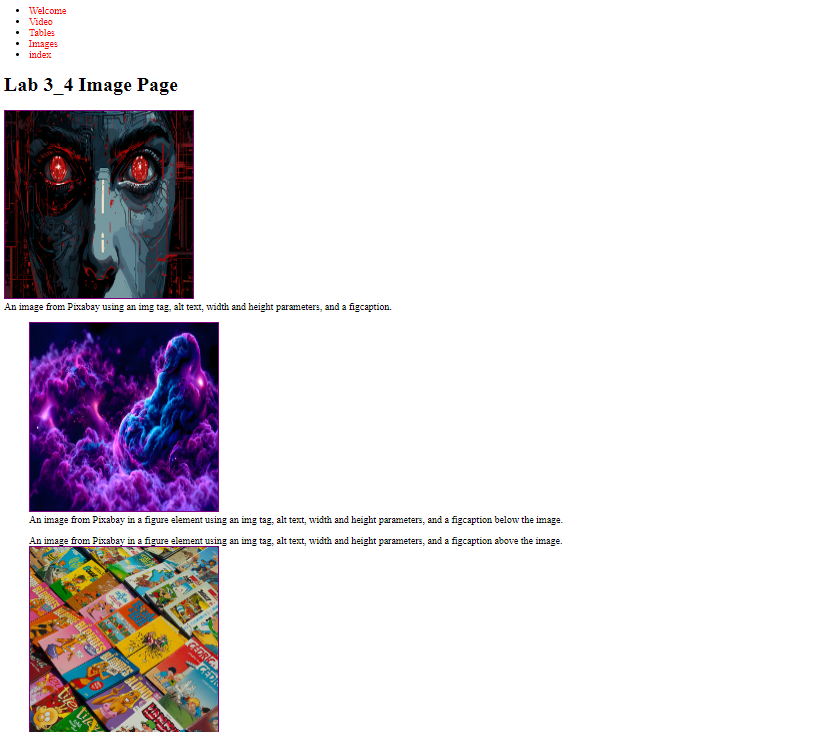 Welcome
Video
Tables
Images
index
Lab 3_4 Image Page
An image from Pixabay using an img tag, alt text, width and height parameters, and a figcaption.
An image from Pixabay in a figure element using an img tag, alt text, width and height parameters, and a figcaption below the image.
An image from Pixabay in a figure element using an img tag, alt text, width and height parameters, and a figcaption above the image.